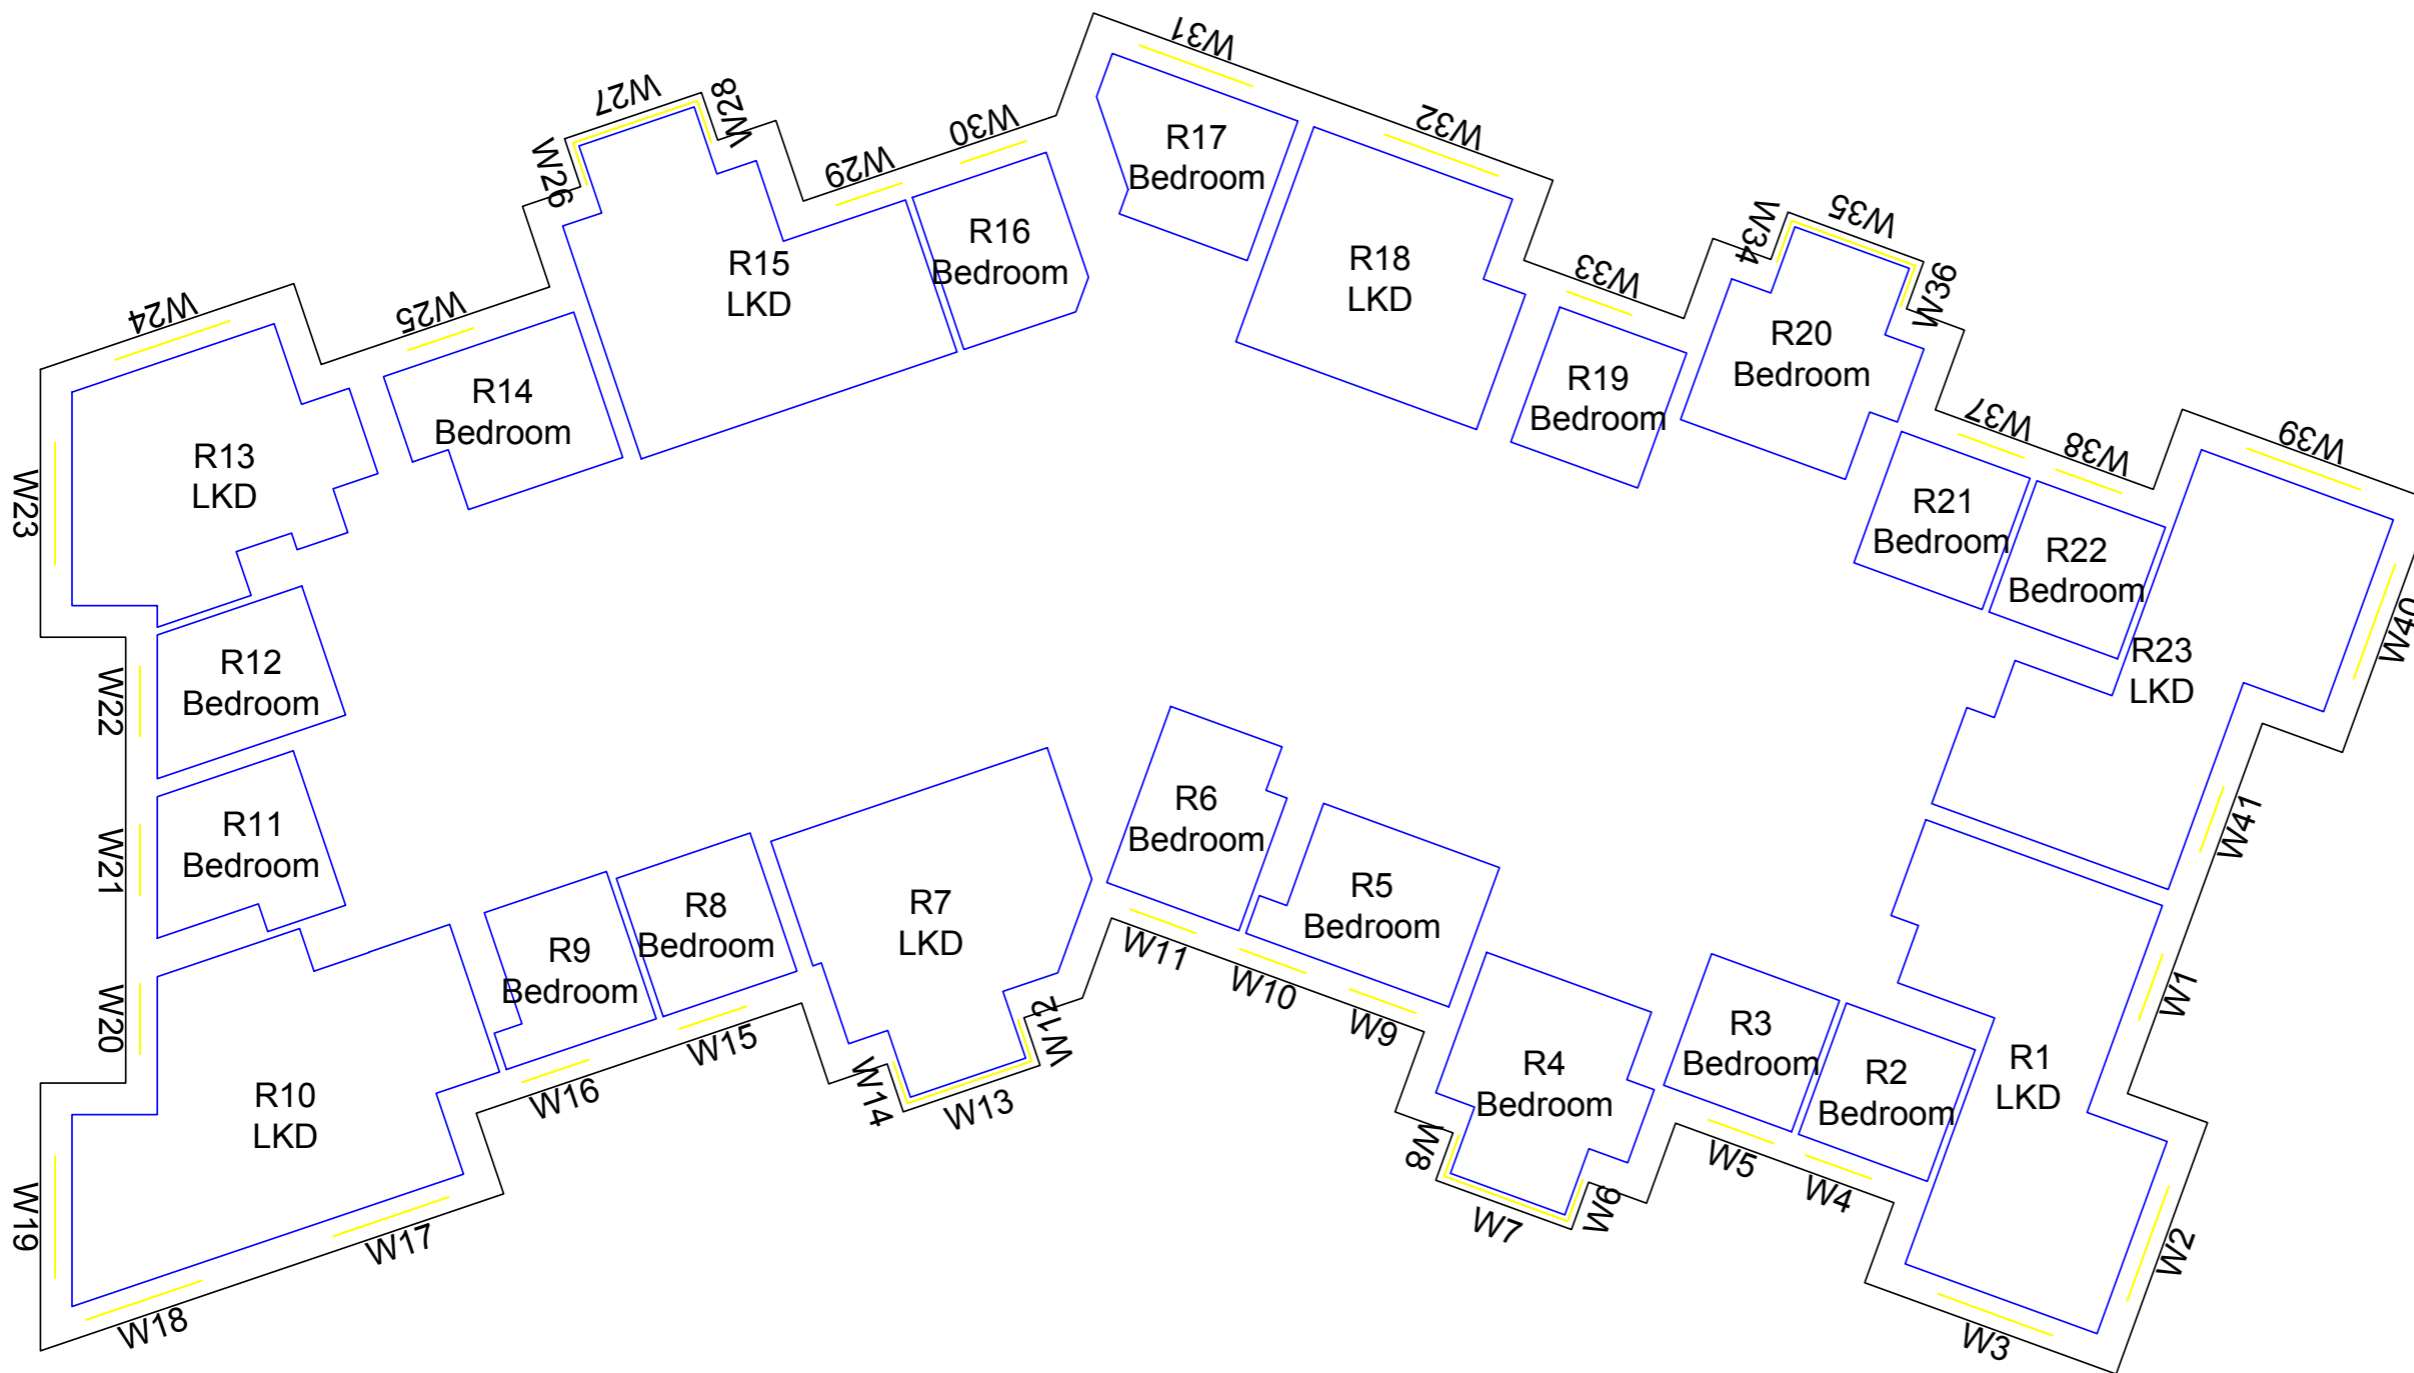 W31
W27
W28
W32
W30
R17
Bedroom
W29
W26
W35
W34
R16
Bedroom
R18
LKD
R15
LKD
W33
W36
W24
W25
R20
Bedroom
R14
Bedroom
R19
Bedroom
W37
W38
W39
R13
LKD
W23
R21
Bedroom
R22
Bedroom
W40
R12
Bedroom
R23
LKD
W22
R6
Bedroom
R11
Bedroom
W41
W21
R5
Bedroom
R8
Bedroom
R7
LKD
R9
Bedroom
W11
W10
W1
W20
W9
W12
W15
R3
Bedroom
R4
Bedroom
R1
LKD
R2
Bedroom
W16
W14
W13
R10
LKD
W8
W5
W4
W6
W7
W19
W17
W2
W18
W3